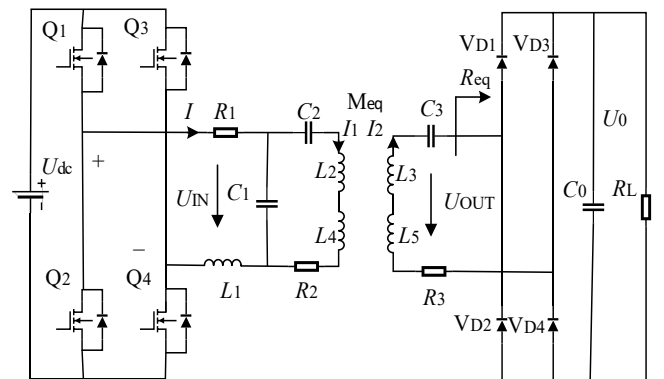 Q1
Q3
VD1
VD3
I
R1
C2
Meq
C3
Req
I1
I2
U0
Udc
+
−
+
UIN
C1
L2
L3
UOUT
C0
RL
L4
L5
−
Q2
Q4
L1
R2
R3
VD2
VD4